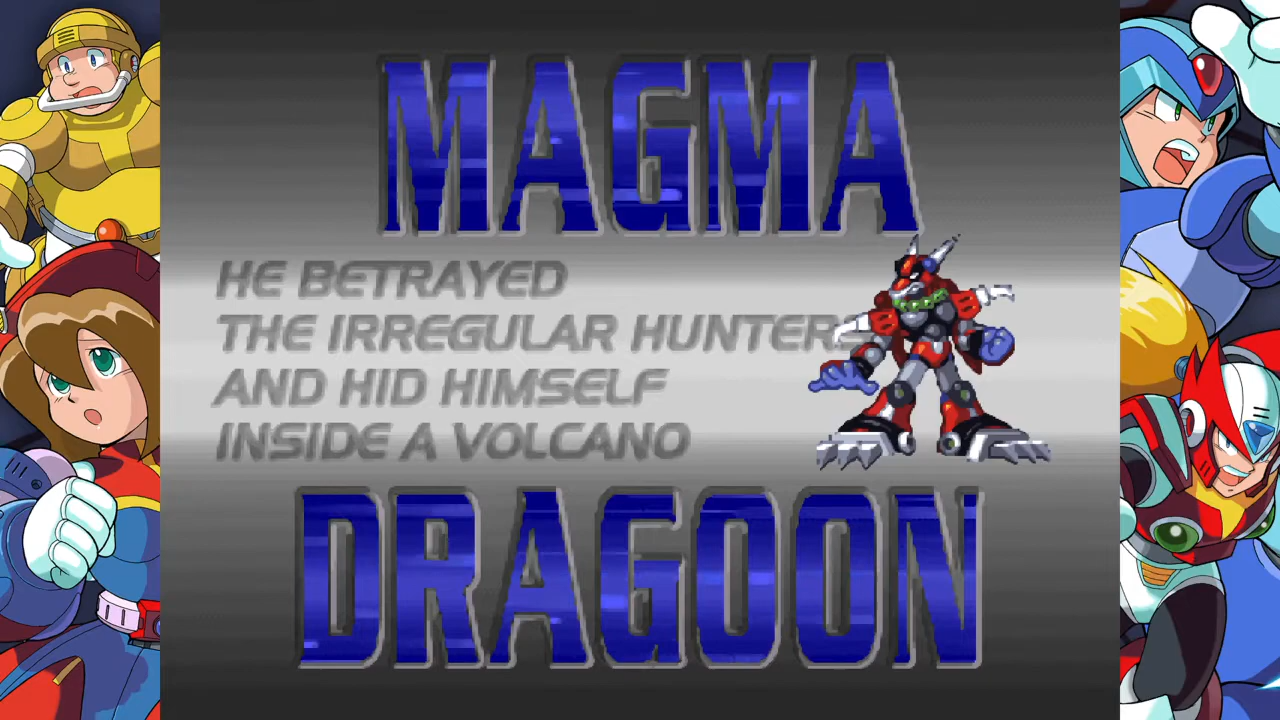 MAGMA
HE BETRAYED
THE IRREGULAR HUNTERS
AND HID HIMSELF
INSIDE A VOLCANO
DRAGOON